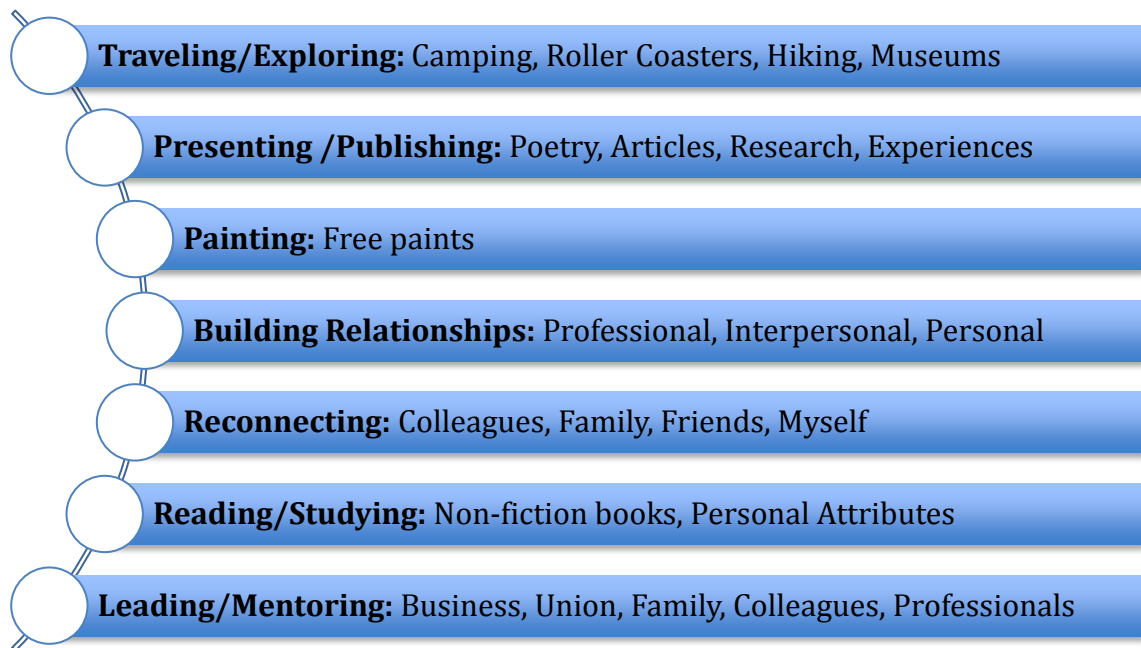 Traveling/Exploring: Camping, Roller Coasters, Hiking, Museums
Presenting /Publishing: Poetry, Articles, Research, Experiences
Painting: Free paints
Building Relationships: Professional, Interpersonal, Personal
Reconnecting: Colleagues, Family, Friends, Myself
Reading/Studying: Non-fiction books, Personal Attributes
Leading/Mentoring: Business, Union, Family, Colleagues, Professionals